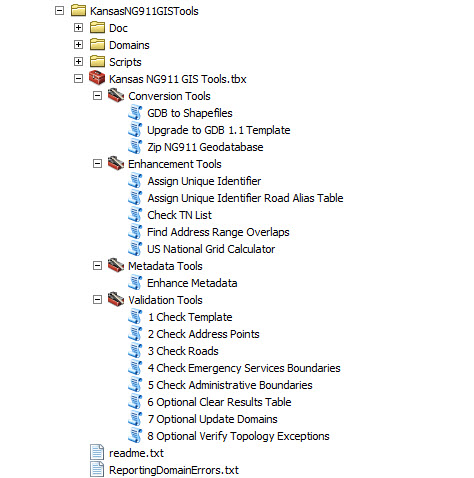 KansasNG911GISTools
Doc
Domains
Scripts
Kansas NG911 GIS Tools.tbx
Conversion Tools
GDB to Shapefiles
Upgrade to GDB 1.1 Template
Zip NG911 Geodatabase
Enhancement Tools
Assign Unique Identifier
Assign Unique Identifier Road Alias Table
Check TN List
Find Address Range Overlaps
US National Grid Calculator
Metadata Tools
Enhance Metadata
Validation Tools
1 Check Template
2 Check Address Points
3 Check Roads
4 Check Emergency Services Boundaries
5 Check Administrative Boundaries
6 Optional Clear Results Table
7 Optional Update Domains
8 Optional Verify Topology Exceptions
readme.txt
ReportingDomainErrors.txt